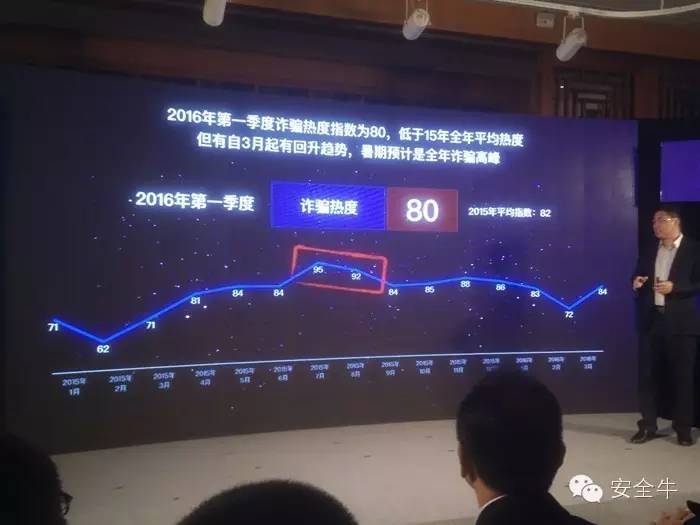 2016年第一季度诈骗热度指数为80，低于15年全年平均热度
但有自3月起有回升趋势，暑期预计是全年诈骗高峰
2016年第一季度 诈骗热度 80 2015年平均指数：82
71 62 71 81 84 84 95 92 84 85 88 86 83 72 84
2015年 2015年 2015年 2015年 2015年 2015年 2015年 2015年 2015年 2015年 2015年 2015年 2016年 2016年 2016年
1月 2月 3月 4月 5月 6月 7月 8月 9月 10月 11月 12月 1月 2月 3月
安全牛